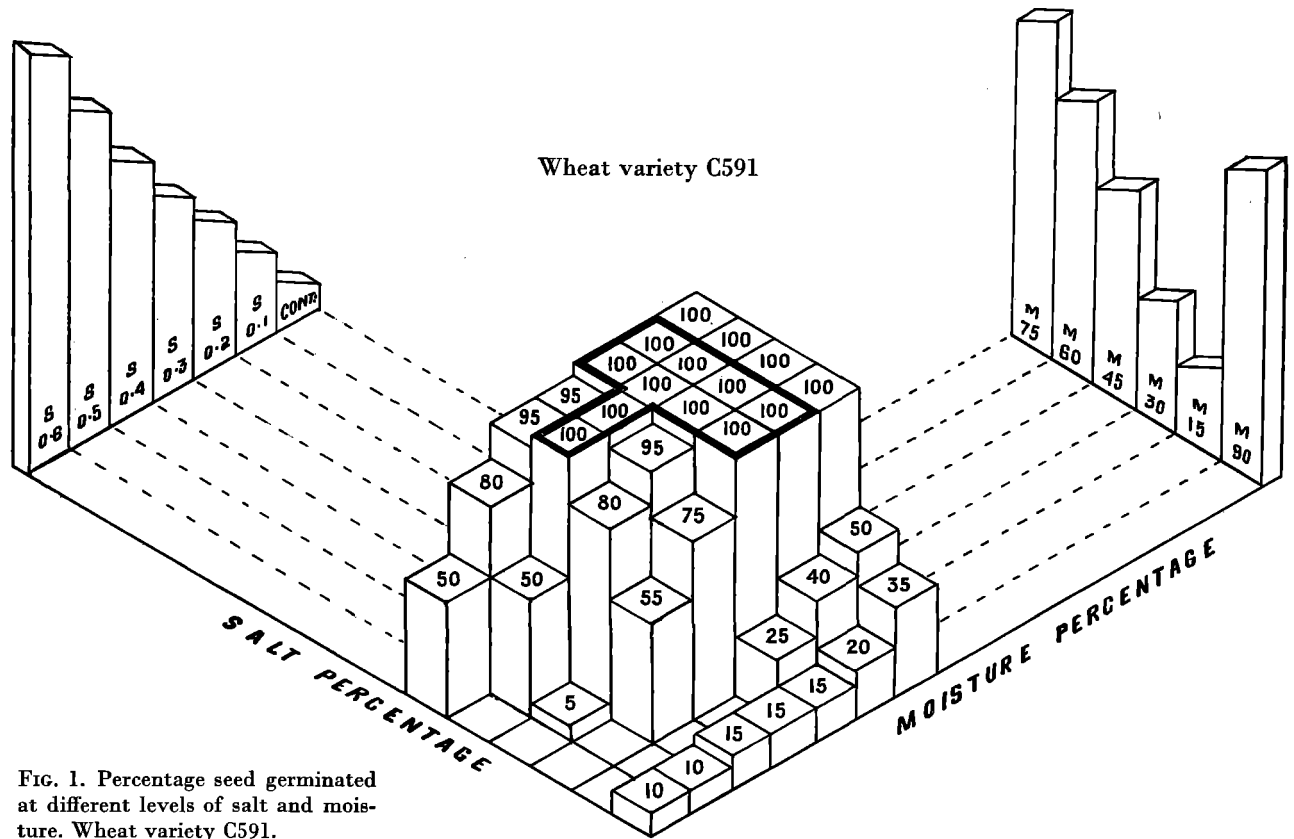 Wheat variety C591
S
0·6
S
0·5
S
0·4
S
0·3
S
0·2
S
0·1
CONT:
M
75
M
60
M
45
M
30
M
15
M
90
100
100 100
100 100 100
100 100 100
95
95 100 100 100
100 100
95
80
80
75
50
50 50 40
35
55
25
20
15
5
15
15
10
10
SALT PERCENTAGE
MOISTURE PERCENTAGE
FIG. 1. Percentage seed germinated
at different levels of salt and mois-
ture. Wheat variety C591.